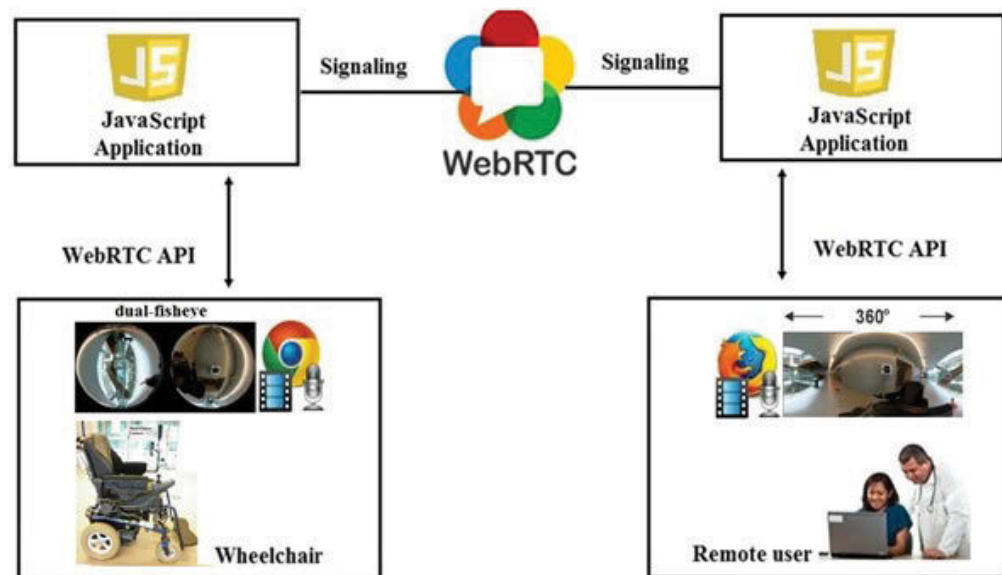 JS
JavaScript
Application
Signaling
WebRTC
Signaling
JS
JavaScript
Application
WebRTC API
WebRTC API
dual-fisheye
Wheelchair
360°
Remote user